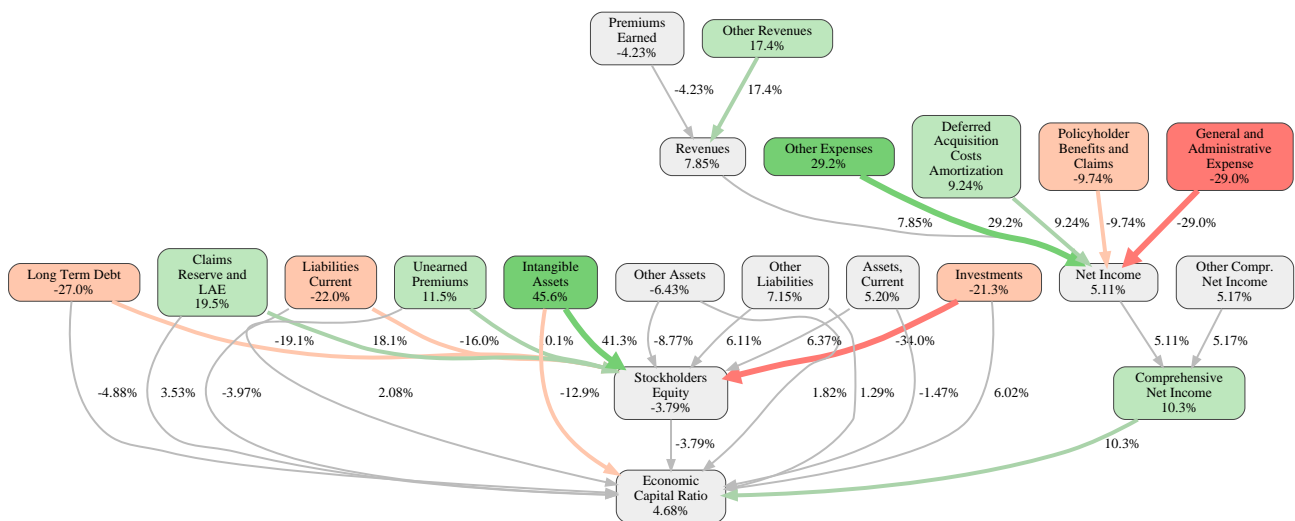 Premiums
Earned
-4.23%
Other Revenues
17.4%
-4.23%
17.4%
Revenues
7.85%
Other Expenses
29.2%
Deferred
Acquisition
Costs
Amortization
9.24%
Policyholder
Benefits and
Claims
-9.74%
General and
Administrative
Expense
-29.0%
7.85%
29.2%
9.24%
-9.74%
-29.0%
Long Term Debt
-27.0%
Claims
Reserve and
LAE
19.5%
Liabilities
Current
-22.0%
Unearned
Premiums
11.5%
Intangible
Assets
45.6%
Other Assets
-6.43%
Other
Liabilities
7.15%
Assets,
Current
5.20%
Investments
-21.3%
Net Income
5.11%
Other Compr.
Net Income
5.17%
-19.1%
18.1%
-16.0%
0.1%
41.3%
-8.77%
6.11%
6.37%
-34.0%
5.11%
5.17%
-4.88%
3.53%
-3.97%
2.08%
-12.9%
Stockholders
Equity
-3.79%
1.82%
1.29%
-1.47%
6.02%
Comprehensive
Net Income
10.3%
-3.79%
10.3%
Economic
Capital Ratio
4.68%